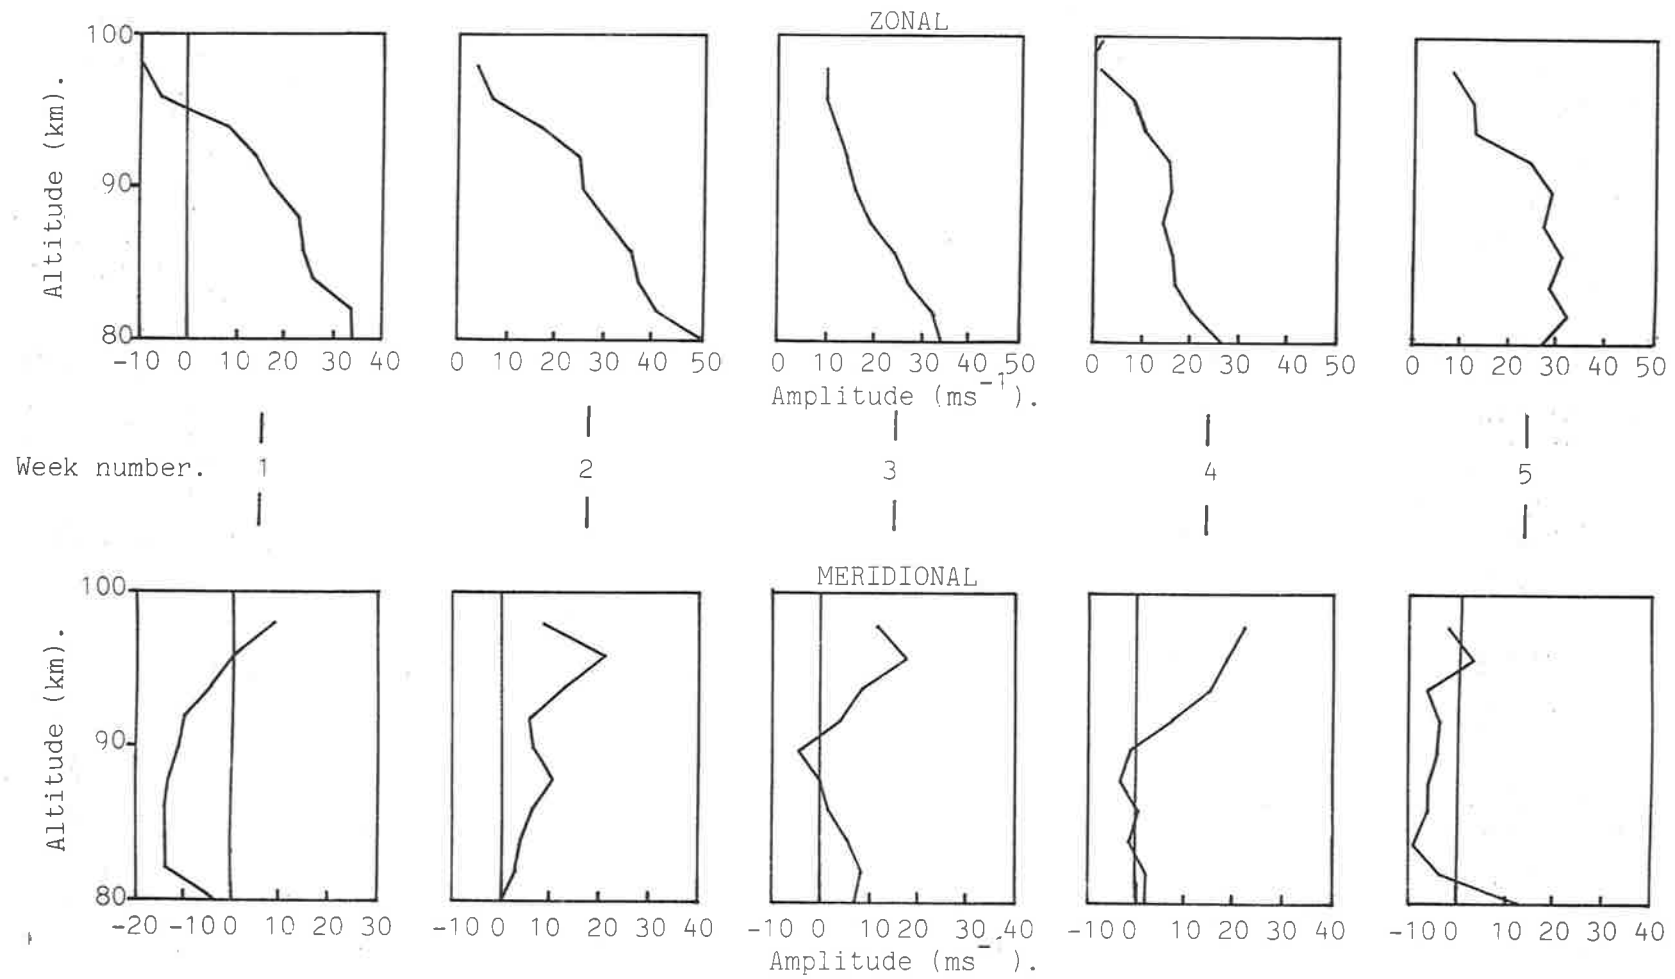 ZONAL
Altitude (km).
100
90
80
-10 0 10 20 30 40
0 10 20 30 40 50
0 10 20 30 40 50
0 10 20 30 40 50
0 10 20 30 40 50
Amplitude (ms⁻¹).
Week number. 1 2 3 4 5
MERIDIONAL
Altitude (km).
100
90
80
-20 -10 0 10 20 30
-10 0 10 20 30 40
-10 0 10 20 30 40
-10 0 10 20 30 40
-10 0 10 20 30 40
Amplitude (ms⁻ ).